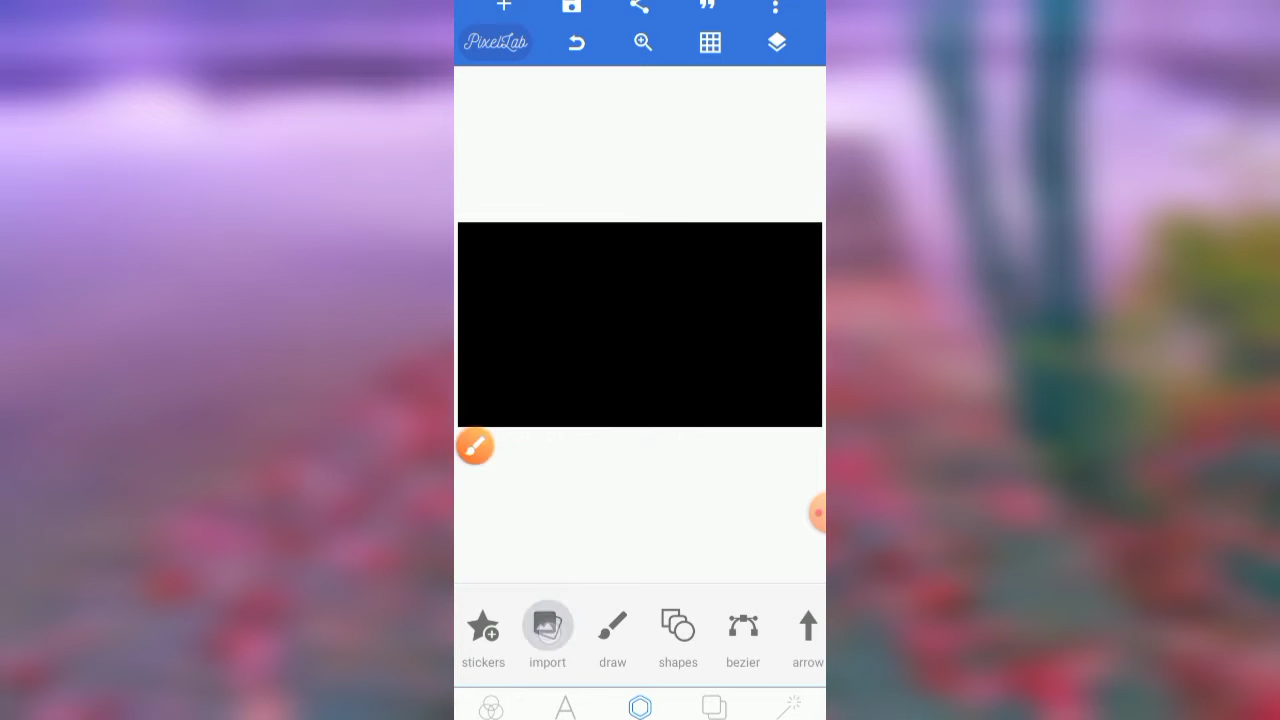 PixelLab
stickers
import
draw
shapes
bezier
arrow